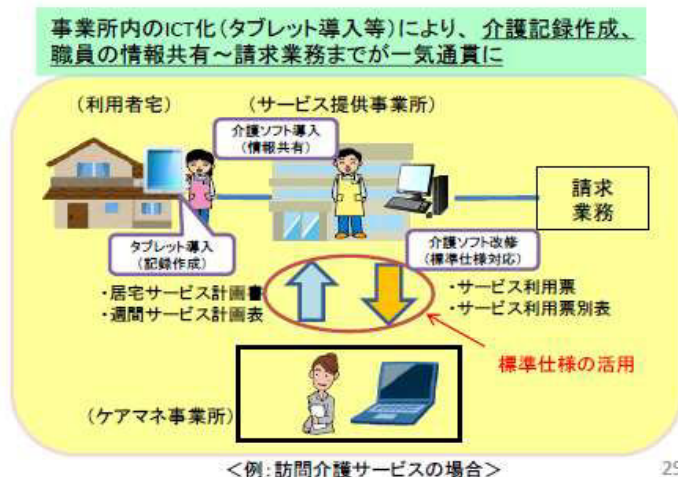 事業所内のICT化(タブレット導入等)により、介護記録作成、
職員の情報共有～請求業務までが一気通貫に
(利用者宅)
(サービス提供事業所)
介護ソフト導入
(情報共有)
請求
業務
タブレット導入
(記録作成)
介護ソフト改修
(標準仕様対応)
・居宅サービス計画書
・週間サービス計画表
・サービス利用票
・サービス利用票別表
標準仕様の活用
(ケアマネ事業所)
＜例:訪問介護サービスの場合＞
29